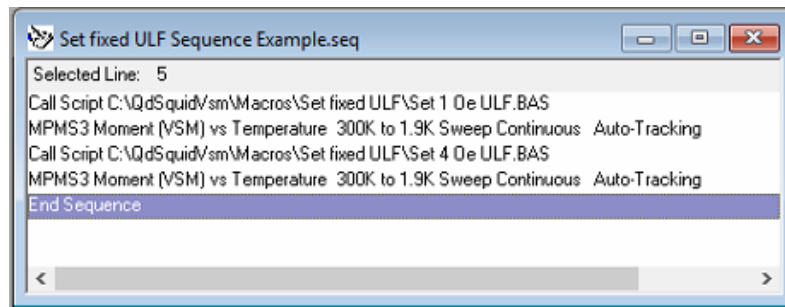 Set fixed ULF Sequence Example.seq
Selected Line: 5
Call Script C:\QdSquidVsm\Macros\Set fixed ULF\Set 1 Oe ULF.BAS
MPMS3 Moment (VSM) vs Temperature 300K to 1.9K Sweep Continuous Auto-Tracking
Call Script C:\QdSquidVsm\Macros\Set fixed ULF\Set 4 Oe ULF.BAS
MPMS3 Moment (VSM) vs Temperature 300K to 1.9K Sweep Continuous Auto-Tracking
End Sequence